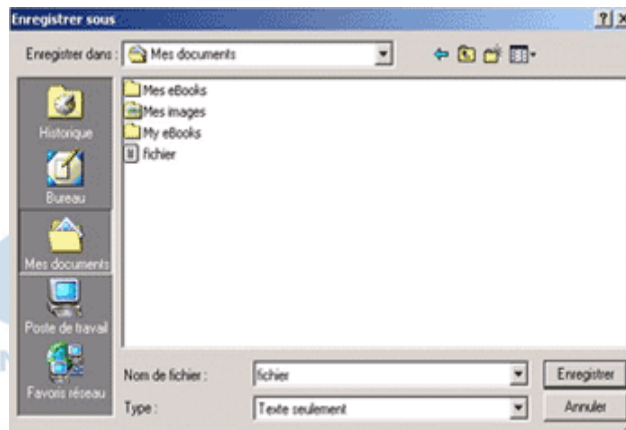 Enregistrer sous
Enregistrer dans : Mes documents
Historique
Bureau
Mes documents
Poste de travail
Favoris réseau
Mes eBooks
Mes images
My eBooks
fichier
Nom de fichier : fichier Enregistrer
Type : Texte seulement Annuler